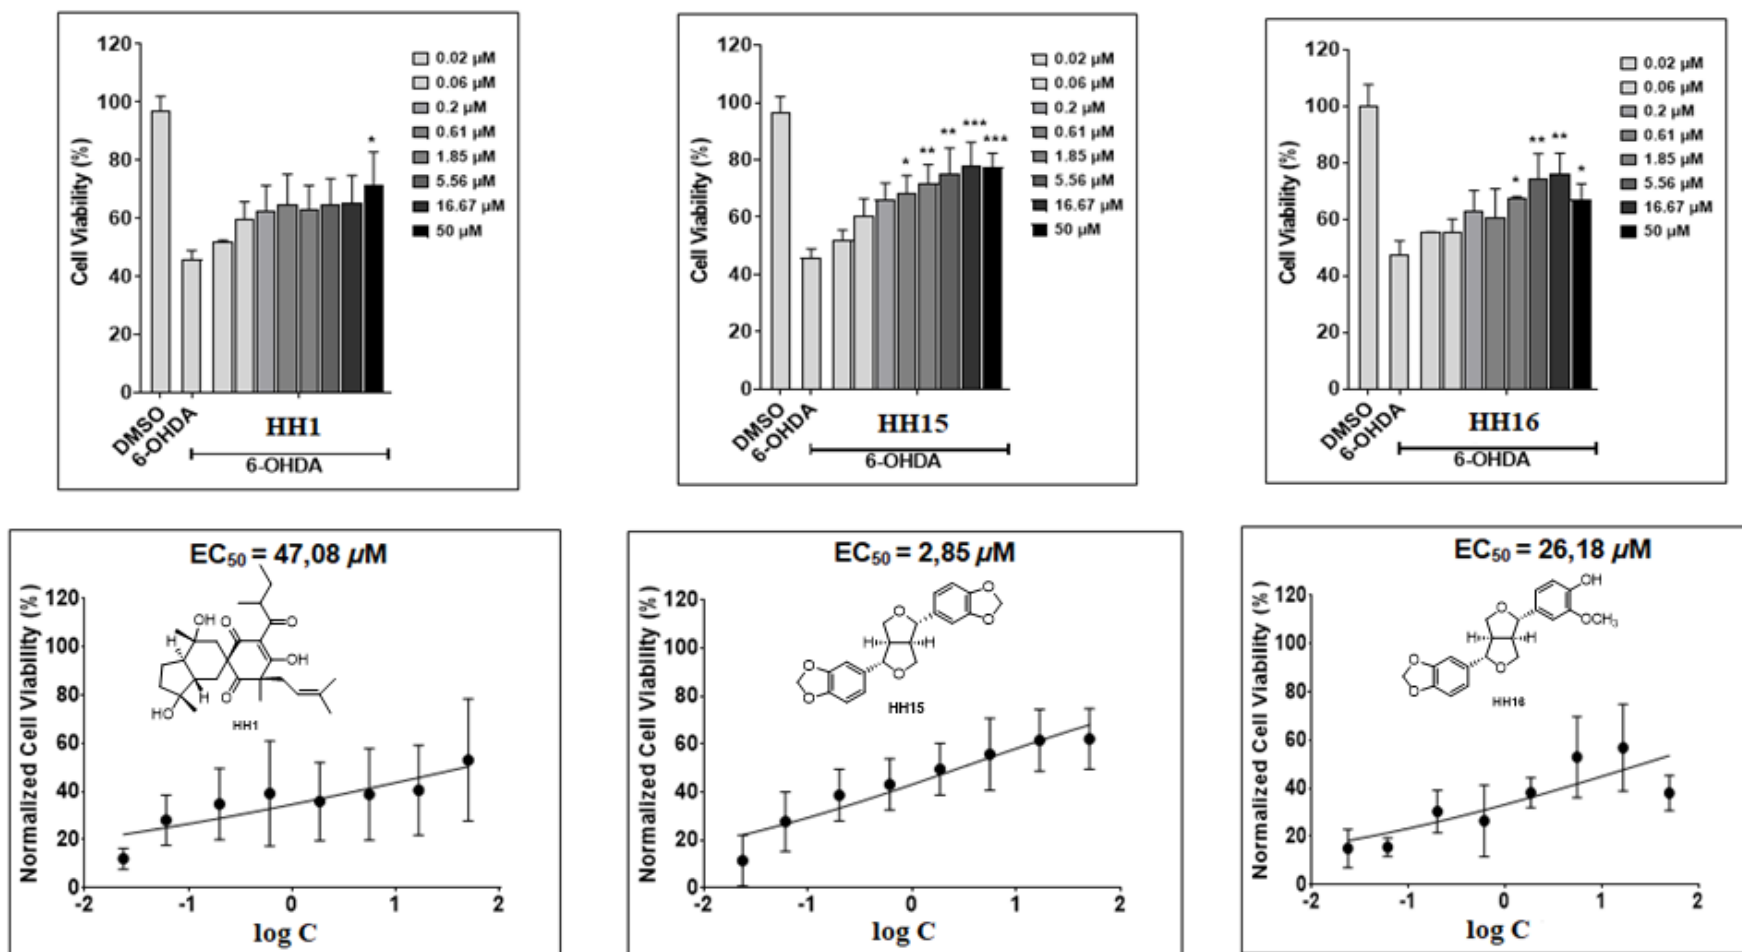 Cell Viability (%)
120
100
80
60
40
20
0
*
0.02 µM
0.06 µM
0.2 µM
0.61 µM
1.85 µM
5.56 µM
16.67 µM
50 µM
DMSO
6-OHDA
HH1
6-OHDA
Cell Viability (%)
120
100
80
60
40
20
0
* ** ** *** ***
0.02 µM
0.06 µM
0.2 µM
0.61 µM
1.85 µM
5.56 µM
16.67 µM
50 µM
DMSO
6-OHDA
HH15
6-OHDA
Cell Viability (%)
120
100
80
60
40
20
0
* ** ** *
0.02 µM
0.06 µM
0.2 µM
0.61 µM
1.85 µM
5.56 µM
16.67 µM
50 µM
DMSO
6-OHDA
HH16
6-OHDA
EC50 = 47,08 µM
Normalized Cell Viability (%)
120
100
80
60
40
20
0
OH
O
O
H
OH
O
H
HO
HH1
-2 -1 0 1 2
log C
EC50 = 2,85 µM
Normalized Cell Viability (%)
120
100
80
60
40
20
0
O
O
O
H
H
O
O
O
HH15
-2 -1 0 1 2
log C
EC50 = 26,18 µM
Normalized Cell Viability (%)
120
100
80
60
40
20
0
OH
O
OCH3
H
H
O
O
O
HH16
-2 -1 0 1 2
log C